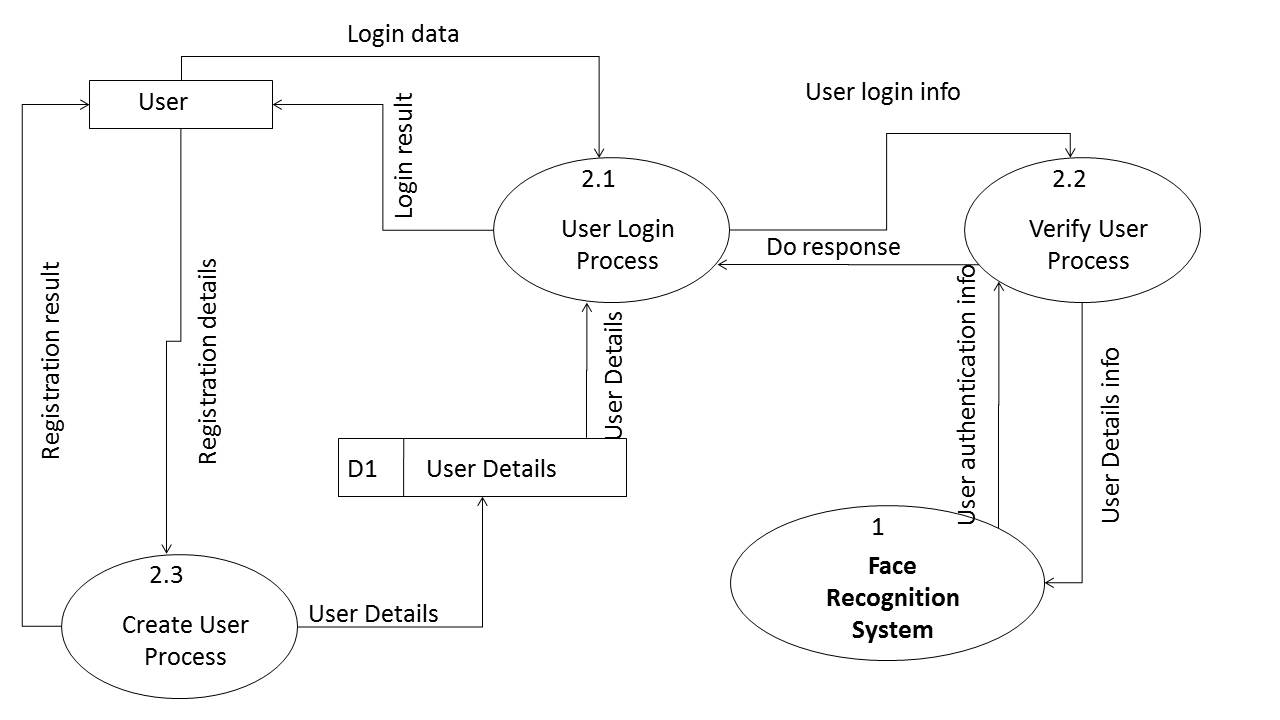 Login data
User
Login result
User login info
2.1
User Login
Process
2.2
Verify User
Process
Do response
Registration result
Registration details
User Details
User authentication info
User Details info
D1
User Details
1
Face
Recognition
System
2.3
Create User
Process
User Details